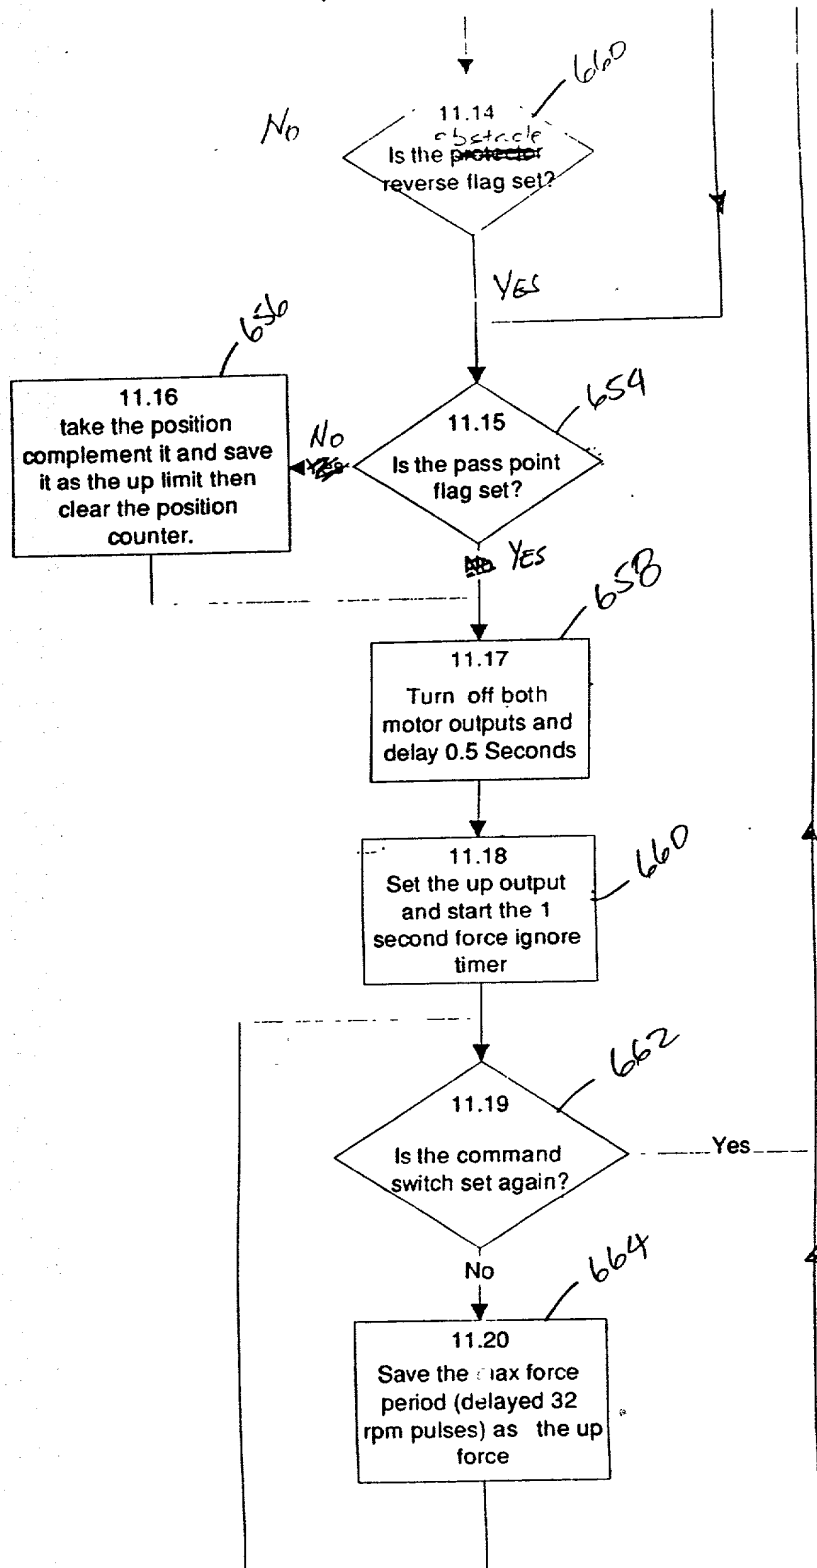 660
No
11.14
obstacle
Is the protector
reverse flag set?
YES
656
11.16
take the position
complement it and save
it as the up limit then
clear the position
counter.
654
No
11.15
Is the pass point
flag set?
No YES
658
11.17
Turn off both
motor outputs and
delay 0.5 Seconds
660
11.18
Set the up output
and start the 1
second force ignore
timer
662
11.19
Is the command
switch set again?
Yes
No
664
11.20
Save the max force
period (delayed 32
rpm pulses) as the up
force